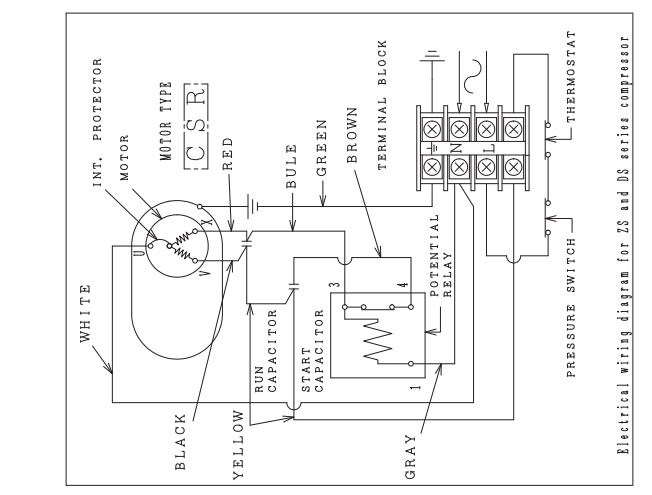 INT. PROTECTOR
MOTOR
MOTOR TYPE
CSR
RED
BULE
GREEN
BROWN
TERMINAL BLOCK
THERMOSTAT
WHITE
U
X
V
N
L
3
4
1
POTENTIAL
RELAY
PRESSURE SWITCH
RUN
CAPACITOR
START
CAPACITOR
BLACK
YELLOW
GRAY
Electrical wiring diagram for ZS and DS series compressor